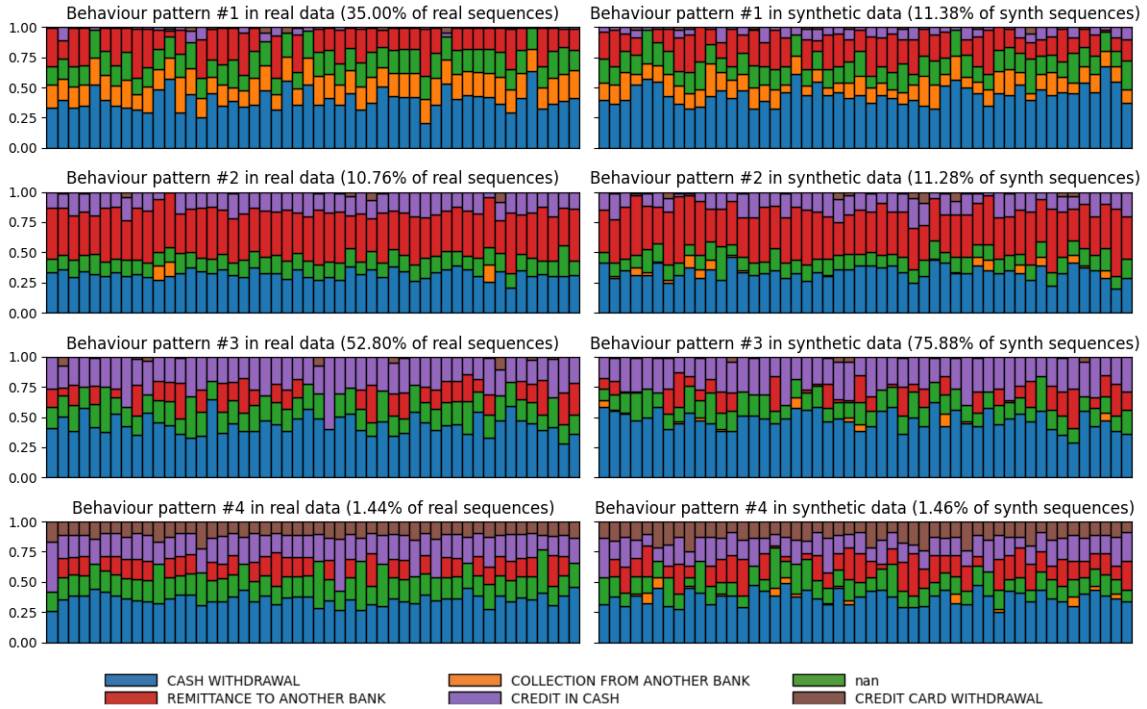 Behaviour pattern #1 in real data (35.00% of real sequences)
1.00
0.75
0.50
0.25
0.00
Behaviour pattern #1 in synthetic data (11.38% of synth sequences)
Behaviour pattern #2 in real data (10.76% of real sequences)
1.00
0.75
0.50
0.25
0.00
Behaviour pattern #2 in synthetic data (11.28% of synth sequences)
Behaviour pattern #3 in real data (52.80% of real sequences)
1.00
0.75
0.50
0.25
0.00
Behaviour pattern #3 in synthetic data (75.88% of synth sequences)
Behaviour pattern #4 in real data (1.44% of real sequences)
1.00
0.75
0.50
0.25
0.00
Behaviour pattern #4 in synthetic data (1.46% of synth sequences)
CASH WITHDRAWAL
REMITTANCE TO ANOTHER BANK
COLLECTION FROM ANOTHER BANK
CREDIT IN CASH
nan
CREDIT CARD WITHDRAWAL